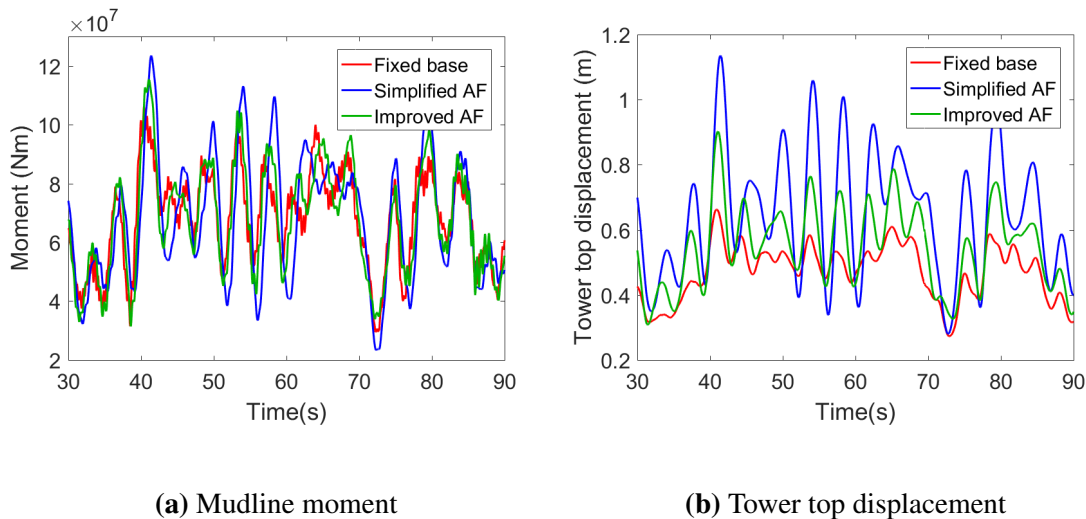 ×10⁷
12
10
8
6
4
2
Moment (Nm)
Fixed base
Simplified AF
Improved AF
30 40 50 60 70 80 90
Time(s)
(a) Mudline moment
1.2
1
0.8
0.6
0.4
0.2
Tower top displacement (m)
Fixed base
Simplified AF
Improved AF
30 40 50 60 70 80 90
Time(s)
(b) Tower top displacement